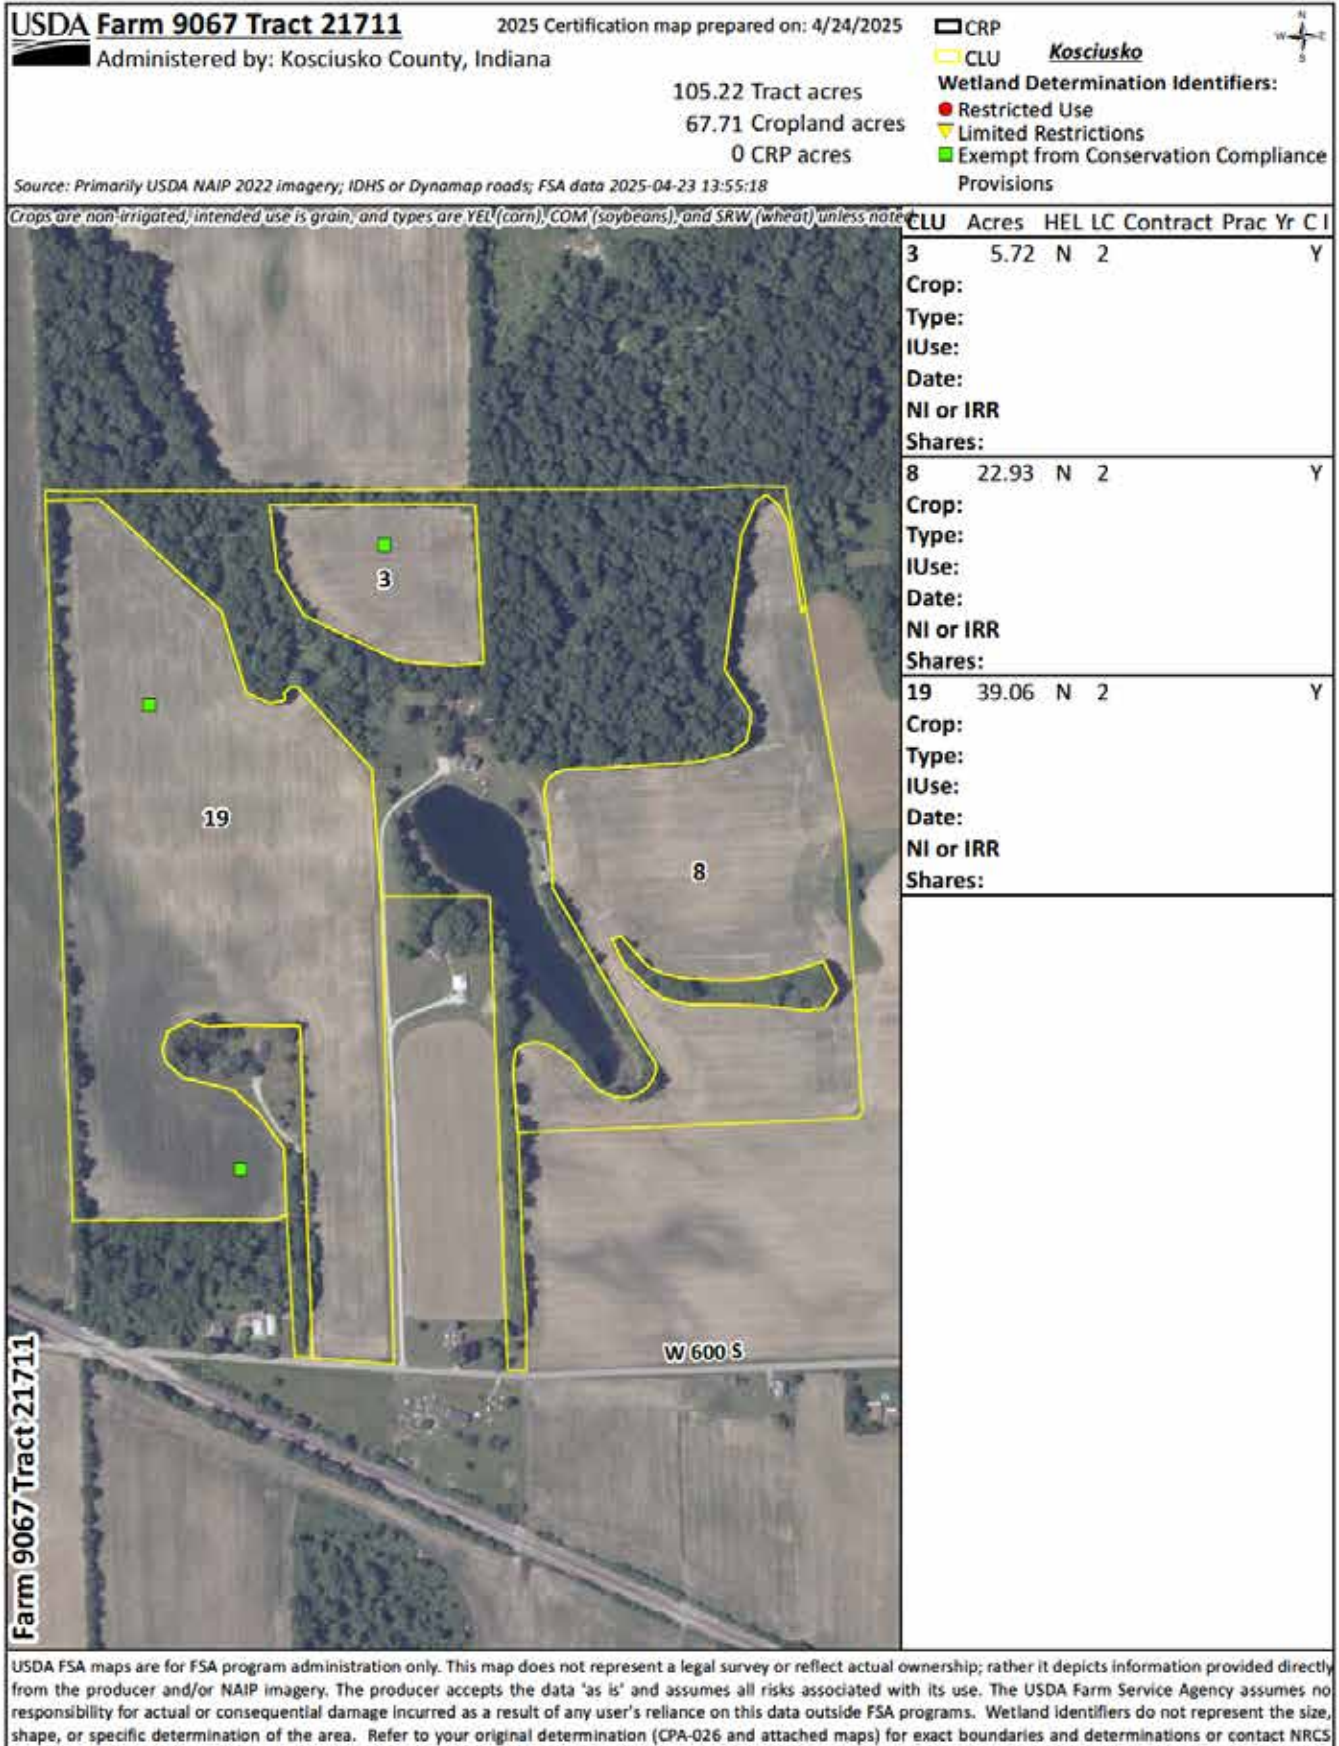 USDA Farm 9067 Tract 21711
2025 Certification map prepared on: 4/24/2025
Administered by: Kosciusko County, Indiana
105.22 Tract acres
67.71 Cropland acres
0 CRP acres
Source: Primarily USDA NAIP 2022 imagery; IDHS or Dynamap roads; FSA data 2025-04-23 13:55:18
CRP
CLU
Kosciusko
Wetland Determination Identifiers:
Restricted Use
Limited Restrictions
Exempt from Conservation Compliance
Provisions
N
W
E
S
Crops are non-irrigated, intended use is grain, and types are YEL (corn), COM (soybeans), and SRW (wheat) unless noted
CLU Acres HEL LC Contract Prac Yr C I
3 5.72 N 2 Y
Crop:
Type:
IUse:
Date:
NI or IRR
Shares:
8 22.93 N 2 Y
Crop:
Type:
IUse:
Date:
NI or IRR
Shares:
19 39.06 N 2 Y
Crop:
Type:
IUse:
Date:
NI or IRR
Shares:
3
19
8
W 600 S
Farm 9067 Tract 21711
USDA FSA maps are for FSA program administration only. This map does not represent a legal survey or reflect actual ownership; rather it depicts information provided directly
from the producer and/or NAIP imagery. The producer accepts the data 'as is' and assumes all risks associated with its use. The USDA Farm Service Agency assumes no
responsibility for actual or consequential damage incurred as a result of any user's reliance on this data outside FSA programs. Wetland identifiers do not represent the size,
shape, or specific determination of the area. Refer to your original determination (CPA-026 and attached maps) for exact boundaries and determinations or contact NRCS